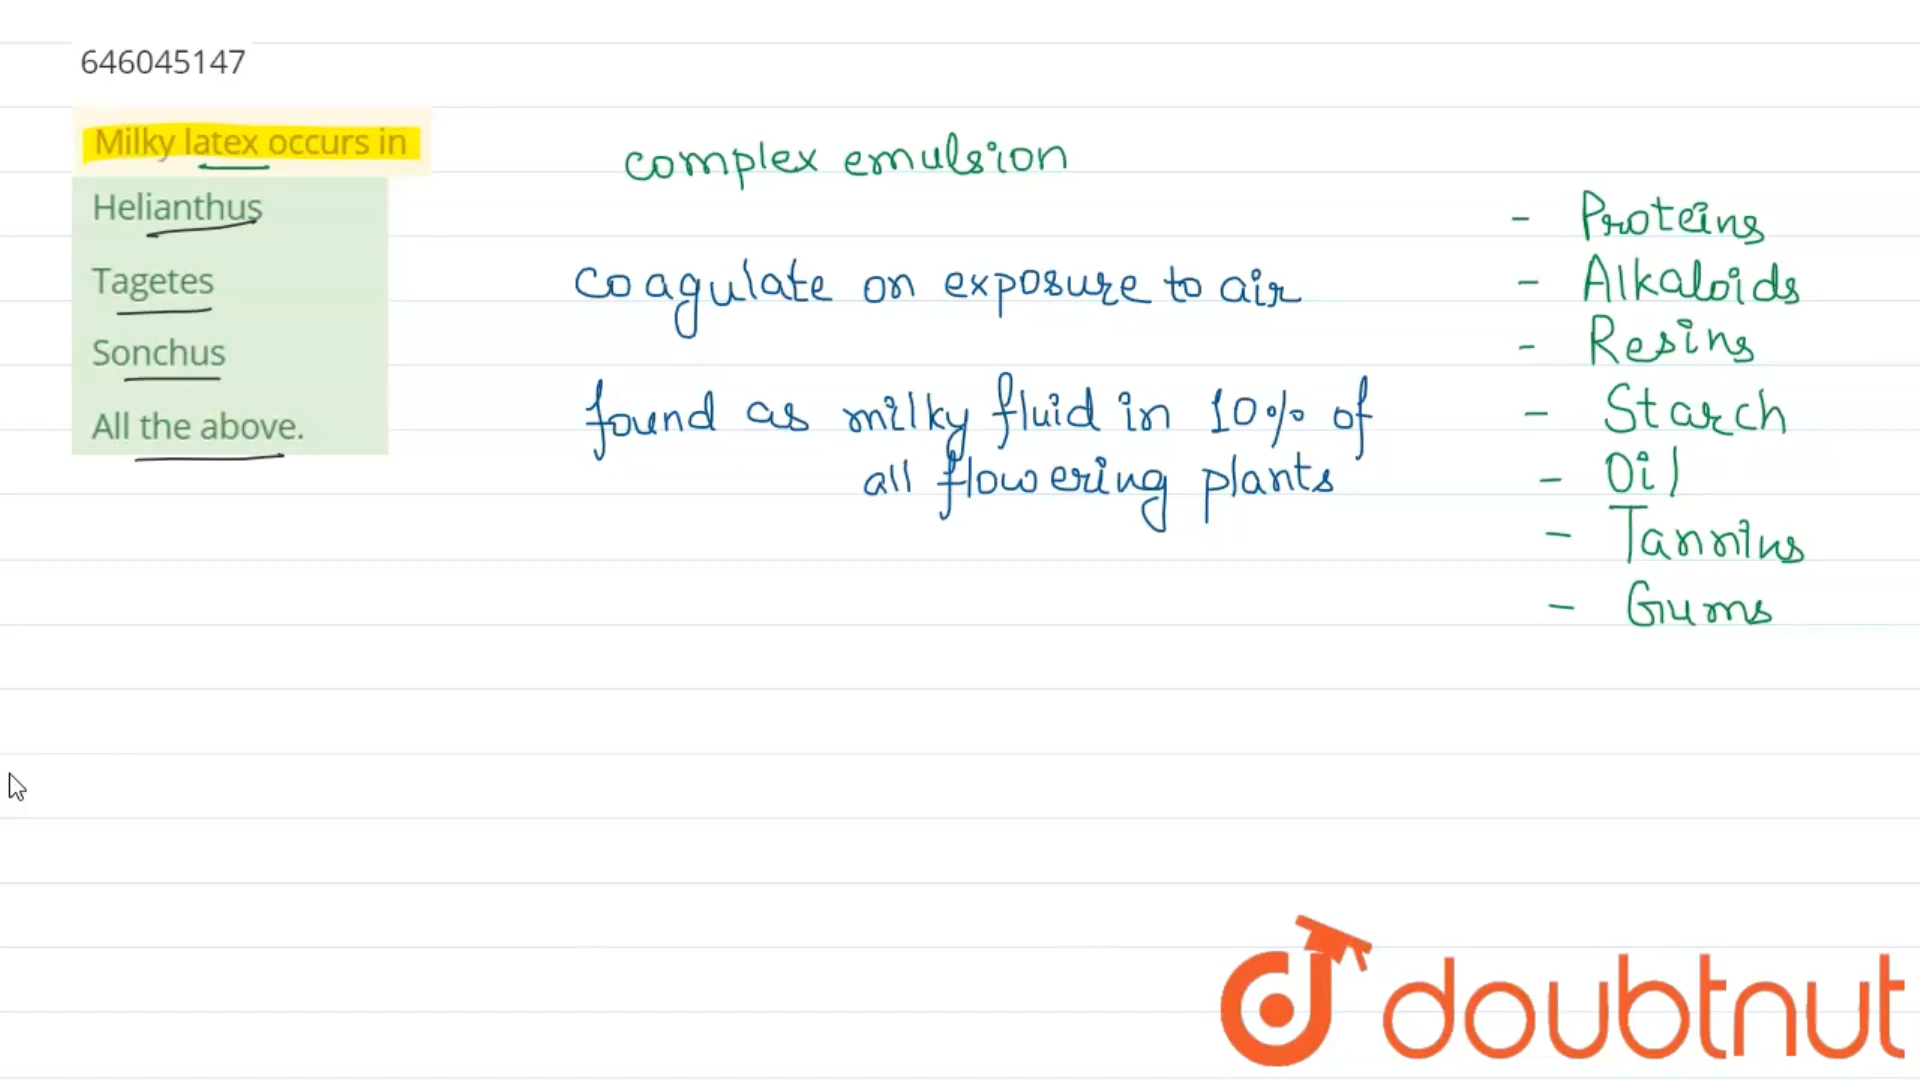 646045147
Milky latex occurs in
Helianthus
Tagetes
Sonchus
All the above.
complex emulsion
coagulate on exposure to air
found as milky fluid in 10% of
all flowering plants
- Proteins
- Alkaloids
- Resins
- Starch
- Oil
- Tannins
- Gums
doubtnut